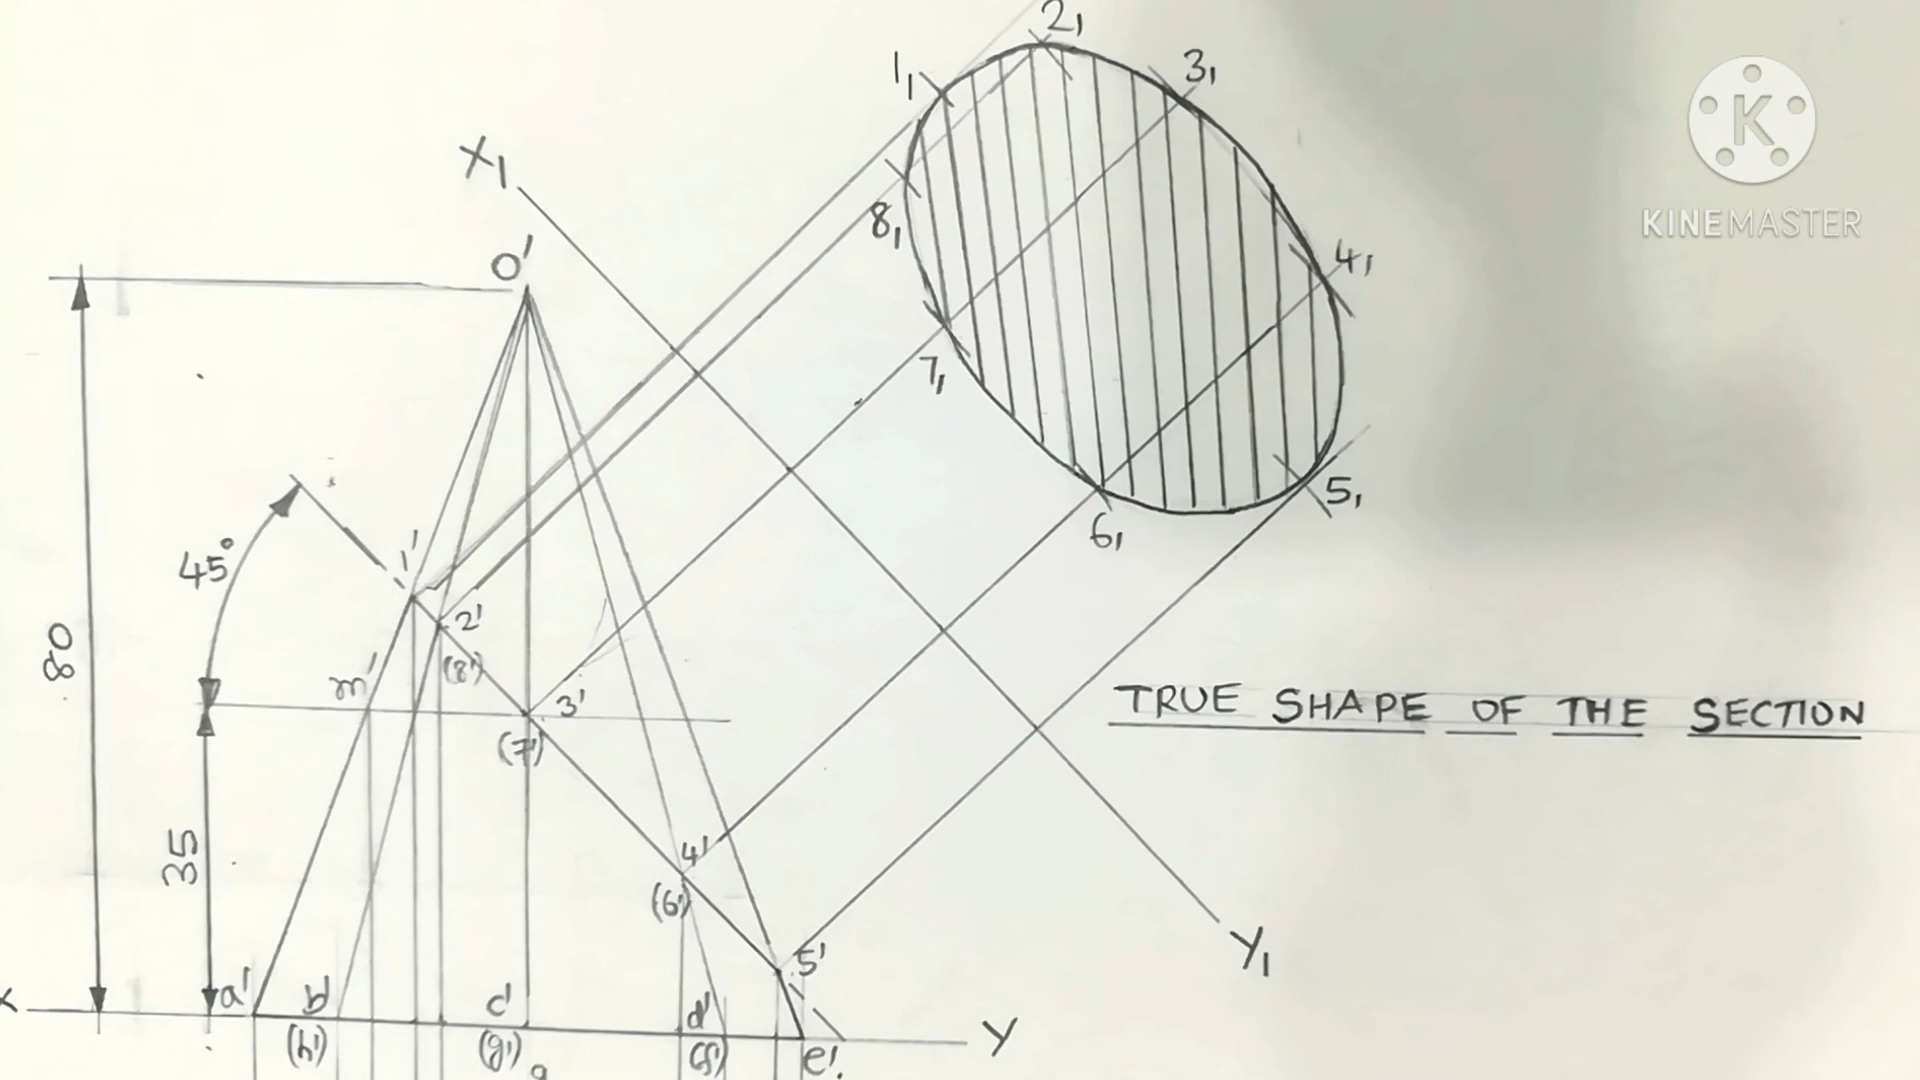 2₁
1₁
3₁
X₁
8₁
4₁
O'
7₁
KINEMASTER
5₁
6₁
45°
1'
2'
80
m'
(8')
3'
TRUE SHAPE OF THE SECTION
(7')
35
4'
(6')
5'
Y₁
X
a'
b'
c'
d'
Y
(h')
(g')
(f')
e'